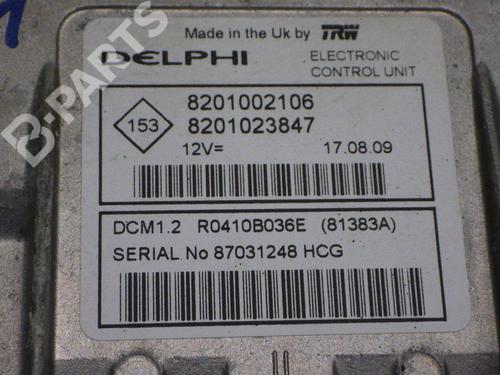 1
B-PARTS
Made in the Uk by TRW
DELPHI
ELECTRONIC
CONTROL UNIT
153
8201002106
8201023847
12V=
17.08.09
DCM1.2 R0410B036E (81383A)
SERIAL No 87031248 HCG